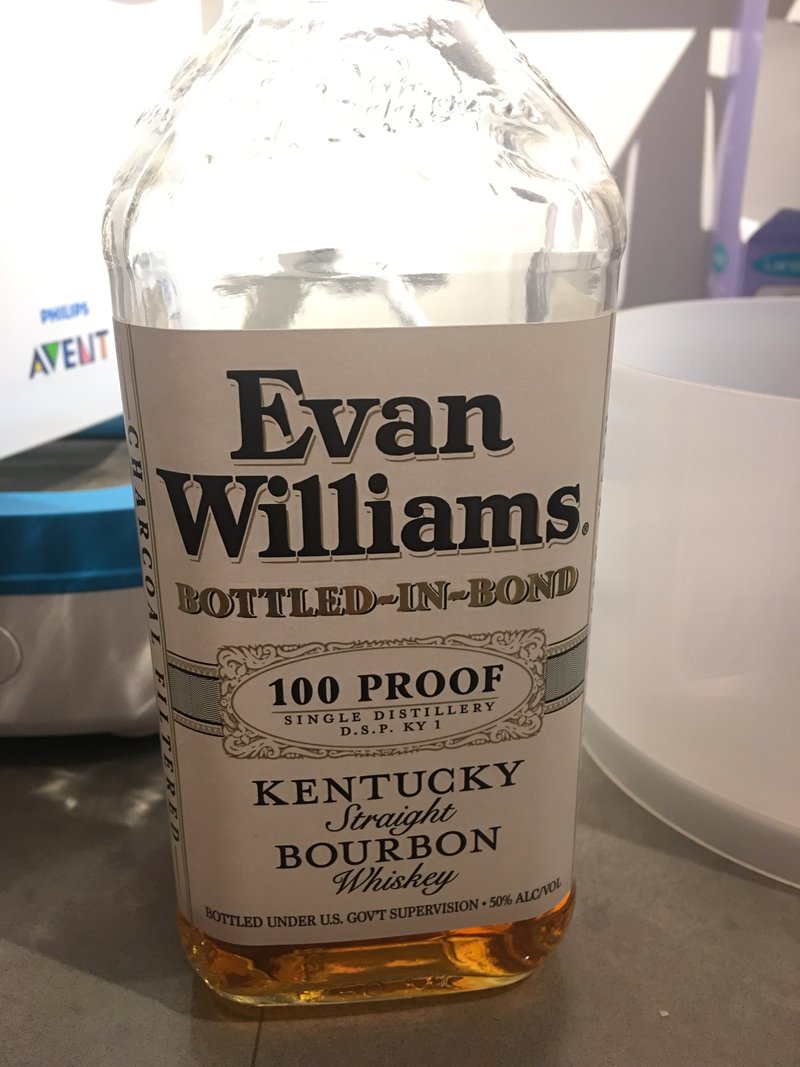 PHILIPS
AVENT
Evan
Williams®
BOTTLED-IN-BOND
100 PROOF
SINGLE DISTILLERY
D.S.P. KY 1
KENTUCKY
Straight
BOURBON
Whiskey
BOTTLED UNDER U.S. GOV'T SUPERVISION • 50% ALC/VOL
CHARCOAL FILTERED